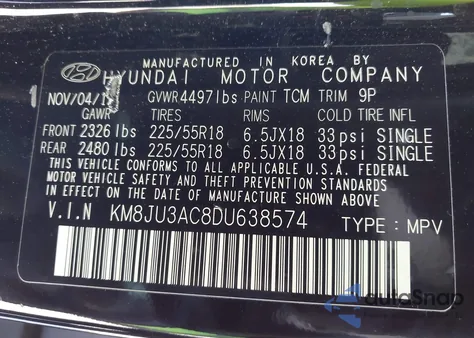 MANUFACTURED IN KOREA BY
HYUNDAI MOTOR COMPANY
NOV/04/1 GVWR4497lbs PAINT TCM TRIM 9P
GAWR TIRES RIMS COLD TIRE INFL
FRONT 2326 lbs 225/55R18 6.5JX18 33psi SINGLE
REAR 2480 lbs 225/55R18 6.5JX18 33psi SINGLE
THIS VEHICLE CONFORMS TO ALL APPLICABLE U.S.A. FEDERAL
MOTOR VEHICLE SAFETY AND THEFT PREVENTION STANDARDS
IN EFFECT ON THE DATE OF MANUFACTURE SHOWN ABOVE.
V.I.N KM8JU3AC8DU638574 TYPE: MPV
autoSnap